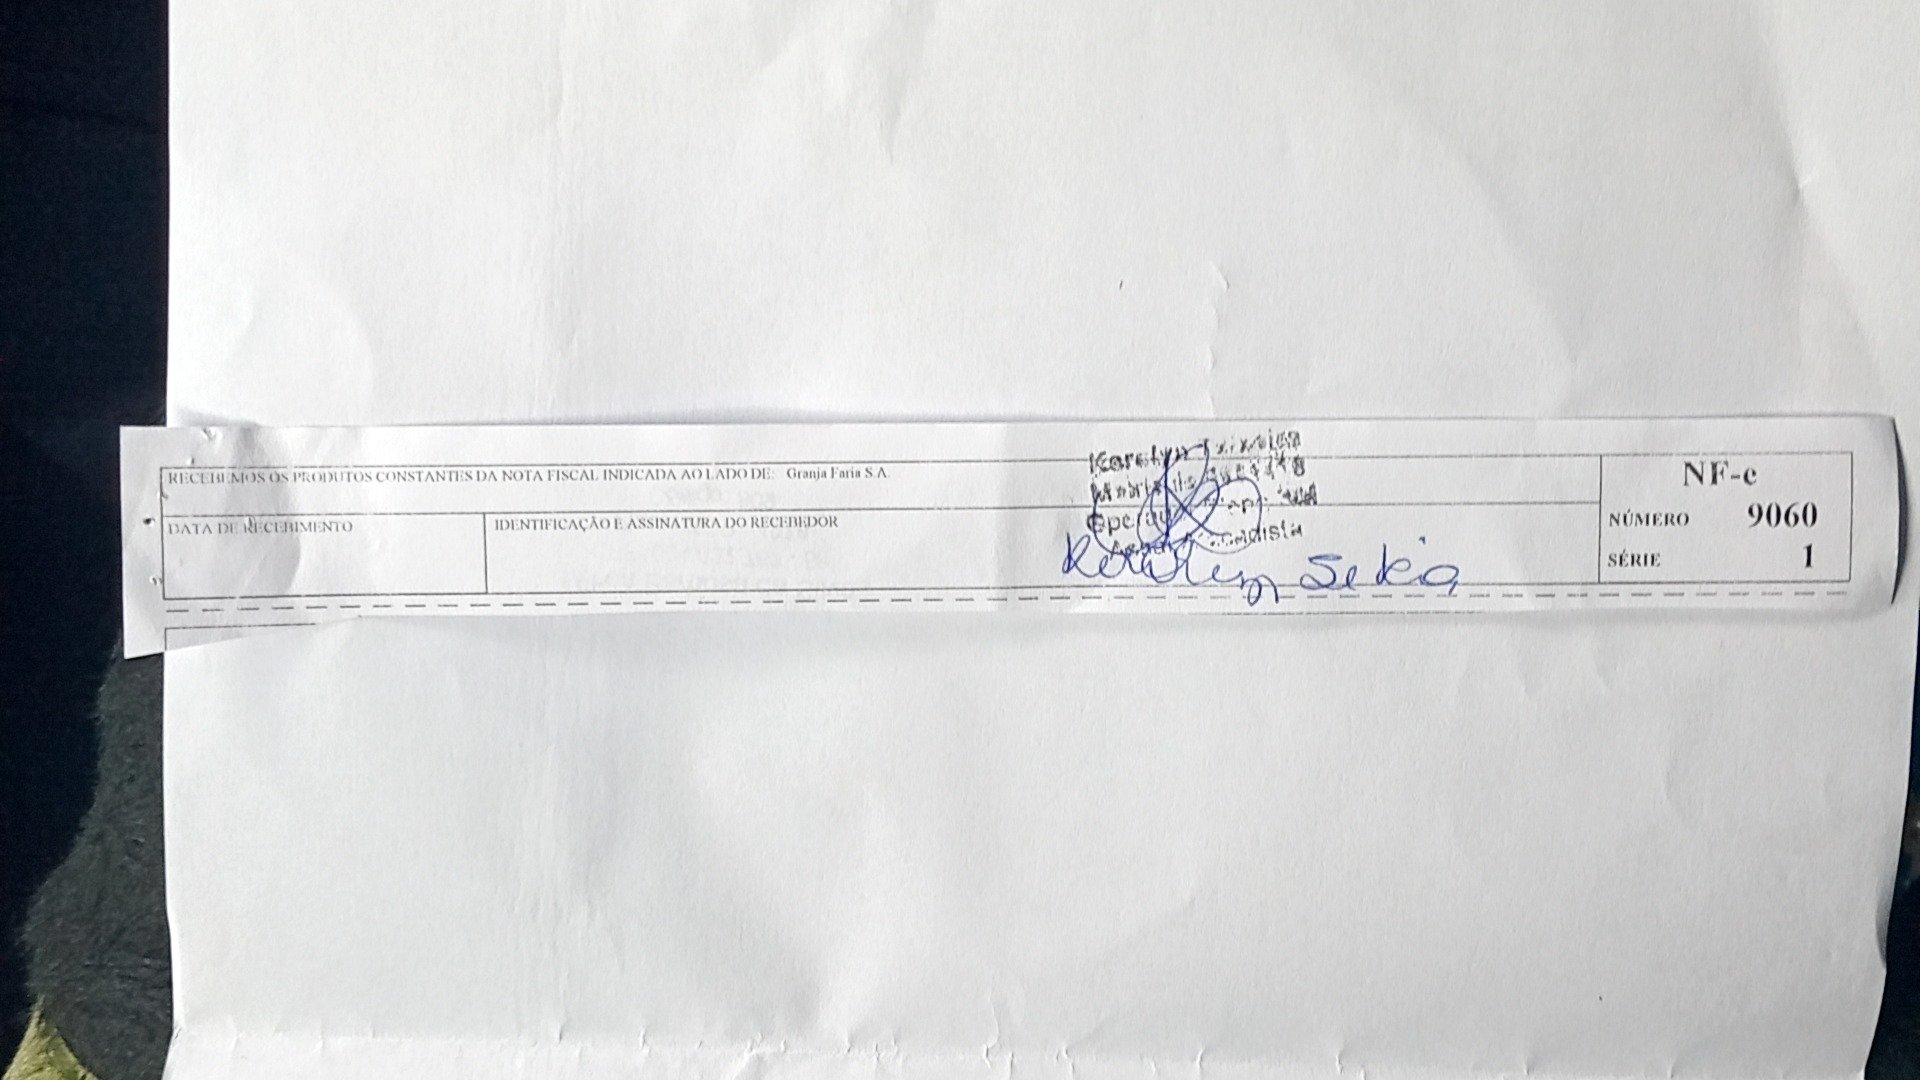 RECEBEMOS OS PRODUTOS CONSTANTES DA NOTA FISCAL INDICADA AO LADO DE: Granja Faria S.A.
DATA DE RECEBIMENTO
IDENTIFICAÇÃO E ASSINATURA DO RECEBEDOR
Karolyn
NF-e
NÚMERO 9060
SÉRIE 1